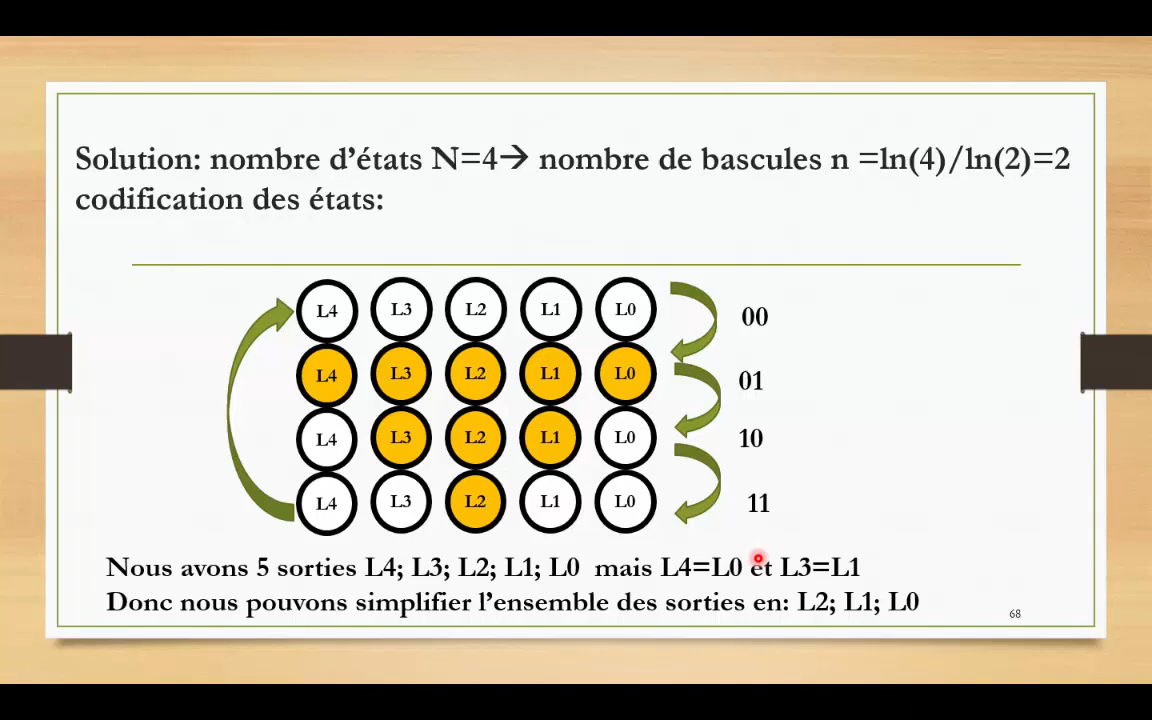 Solution: nombre d’états N=4→ nombre de bascules n =ln(4)/ln(2)=2
codification des états:
L4 L3 L2 L1 L0 00
L4 L3 L2 L1 L0 01
L4 L3 L2 L1 L0 10
L4 L3 L2 L1 L0 11
Nous avons 5 sorties L4; L3; L2; L1; L0 mais L4=L0 et L3=L1
Donc nous pouvons simplifier l’ensemble des sorties en: L2; L1; L0
68